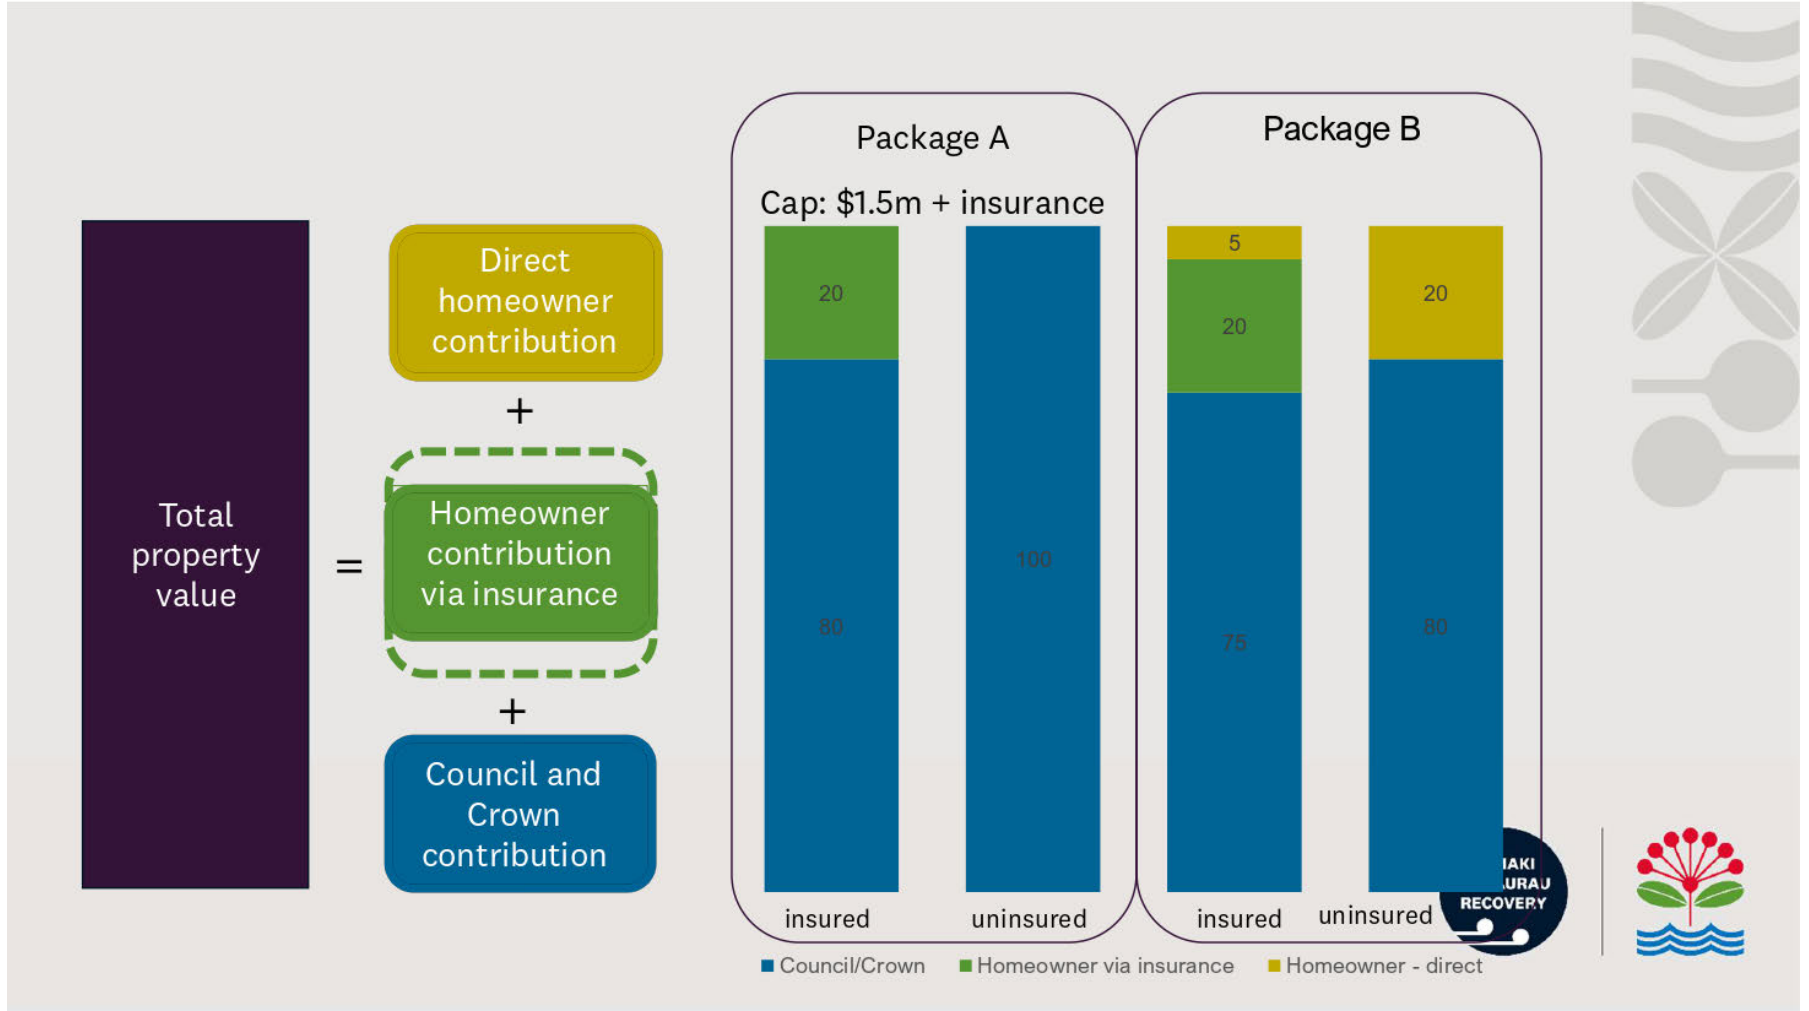 Package A
Package B
Cap: $1.5m + insurance
Direct
homeowner
contribution
+
Homeowner
contribution
via insurance
+
Council and
Crown
contribution
Total
property
value
=
20
80
100
5
20
75
20
80
insured
uninsured
insured
uninsured
RECOVERY
Council/Crown
Homeowner via insurance
Homeowner - direct